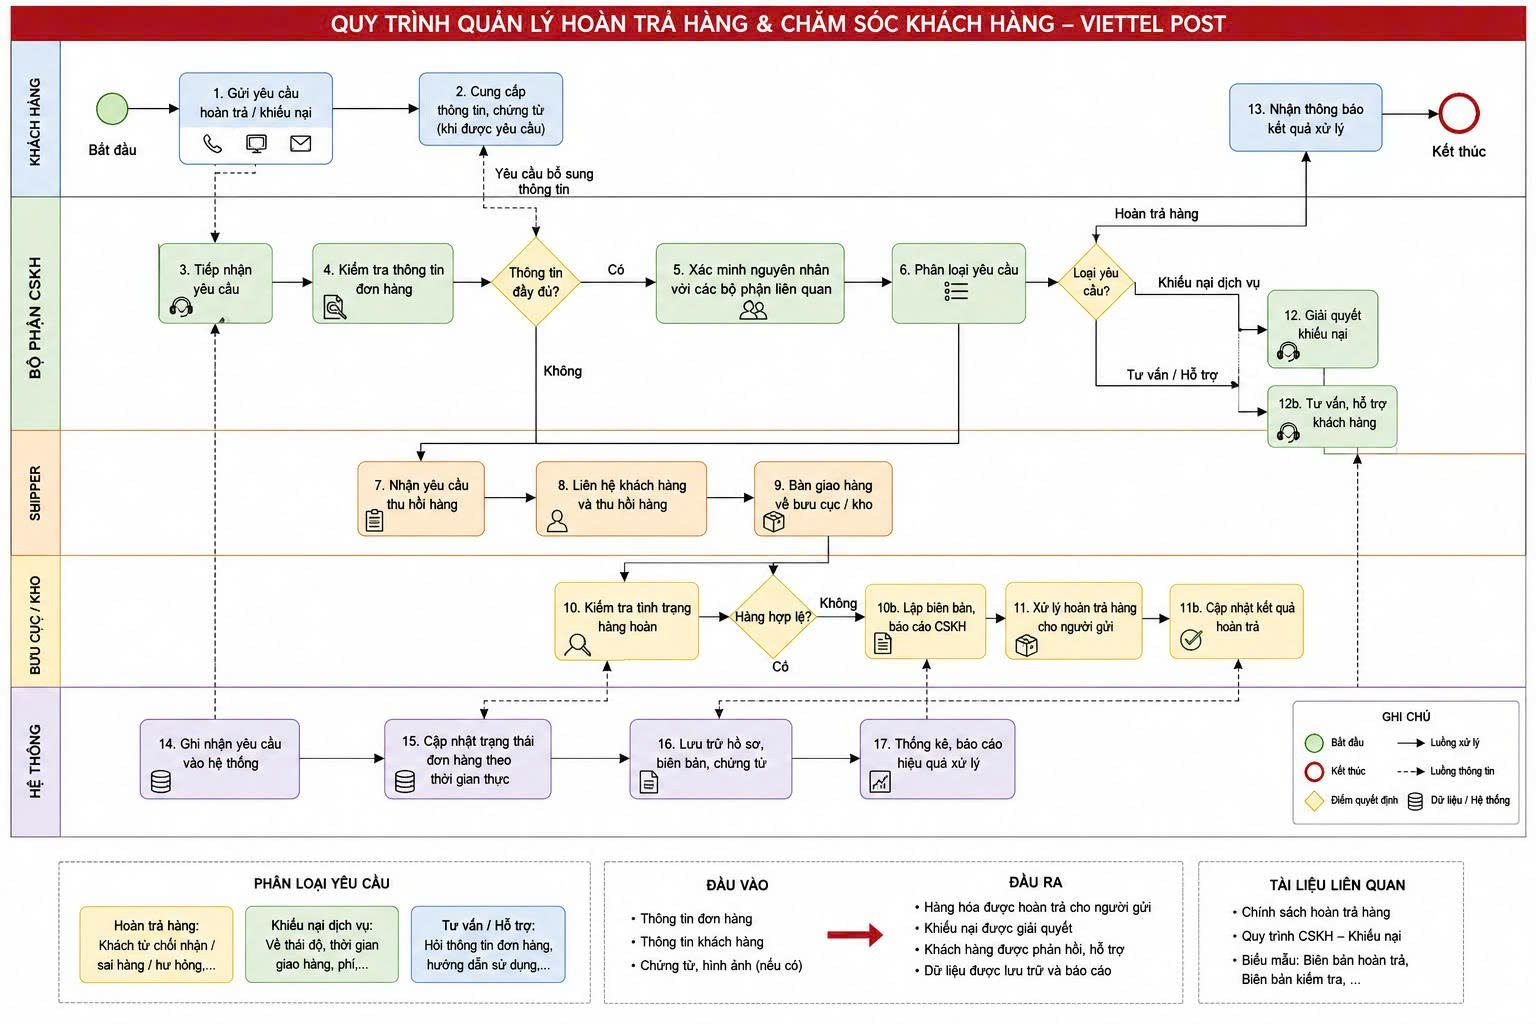 QUY TRÌNH QUẢN LÝ HOÀN TRẢ HÀNG & CHĂM SÓC KHÁCH HÀNG – VIETTEL POST
KHÁCH HÀNG
Bắt đầu
1. Gửi yêu cầu
hoàn trả / khiếu nại
2. Cung cấp
thông tin, chứng từ
(khi được yêu cầu)
Yêu cầu bổ sung
thông tin
13. Nhận thông báo
kết quả xử lý
Kết thúc
BỘ PHẬN CSKH
3. Tiếp nhận
yêu cầu
4. Kiểm tra thông tin
đơn hàng
Thông tin
đầy đủ?
Có
Không
5. Xác minh nguyên nhân
với các bộ phận liên quan
6. Phân loại yêu cầu
Loại yêu
cầu?
Hoàn trả hàng
Khiếu nại dịch vụ
Tư vấn / Hỗ trợ
12. Giải quyết
khiếu nại
12b. Tư vấn, hỗ trợ
khách hàng
SHIPPER
7. Nhận yêu cầu
thu hồi hàng
8. Liên hệ khách hàng
và thu hồi hàng
9. Bàn giao hàng
về bưu cục / kho
BƯU CỤC / KHO
10. Kiểm tra tình trạng
hàng hoàn
Hàng hợp lệ?
Không
Có
10b. Lập biên bản,
báo cáo CSKH
11. Xử lý hoàn trả hàng
cho người gửi
11b. Cập nhật kết quả
hoàn trả
HỆ THỐNG
14. Ghi nhận yêu cầu
vào hệ thống
15. Cập nhật trạng thái
đơn hàng theo
thời gian thực
16. Lưu trữ hồ sơ,
biên bản, chứng từ
17. Thống kê, báo cáo
hiệu quả xử lý
GHI CHÚ
Bắt đầu
Luồng xử lý
Kết thúc
Luồng thông tin
Điểm quyết định
Dữ liệu / Hệ thống
PHÂN LOẠI YÊU CẦU
Hoàn trả hàng:
Khách từ chối nhận /
sai hàng / hư hỏng,...
Khiếu nại dịch vụ:
Về thái độ, thời gian
giao hàng, phí,...
Tư vấn / Hỗ trợ:
Hỏi thông tin đơn hàng,
hướng dẫn sử dụng,...
ĐẦU VÀO
• Thông tin đơn hàng
• Thông tin khách hàng
• Chứng từ, hình ảnh (nếu có)
ĐẦU RA
• Hàng hóa được hoàn trả cho người gửi
• Khiếu nại được giải quyết
• Khách hàng được phản hồi, hỗ trợ
• Dữ liệu được lưu trữ và báo cáo
TÀI LIỆU LIÊN QUAN
• Chính sách hoàn trả hàng
• Quy trình CSKH – Khiếu nại
• Biểu mẫu: Biên bản hoàn trả,
Biên bản kiểm tra, ...